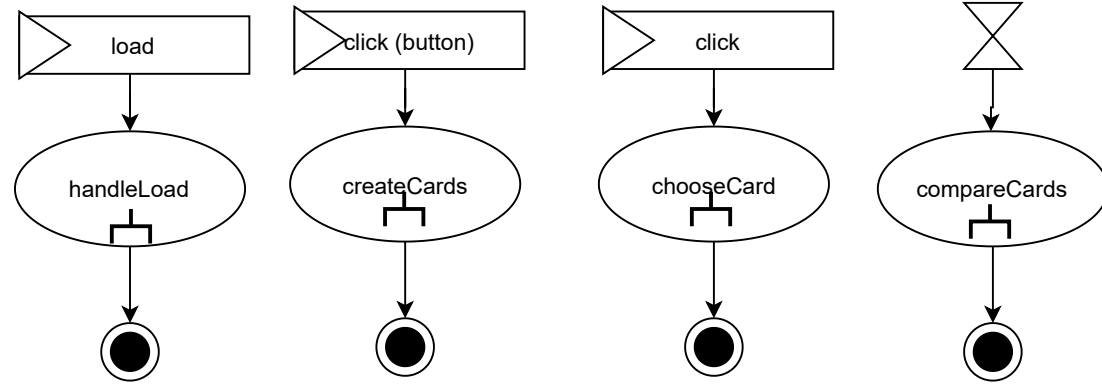 load
click (button)
click
handleLoad
createCards
chooseCard
compareCards